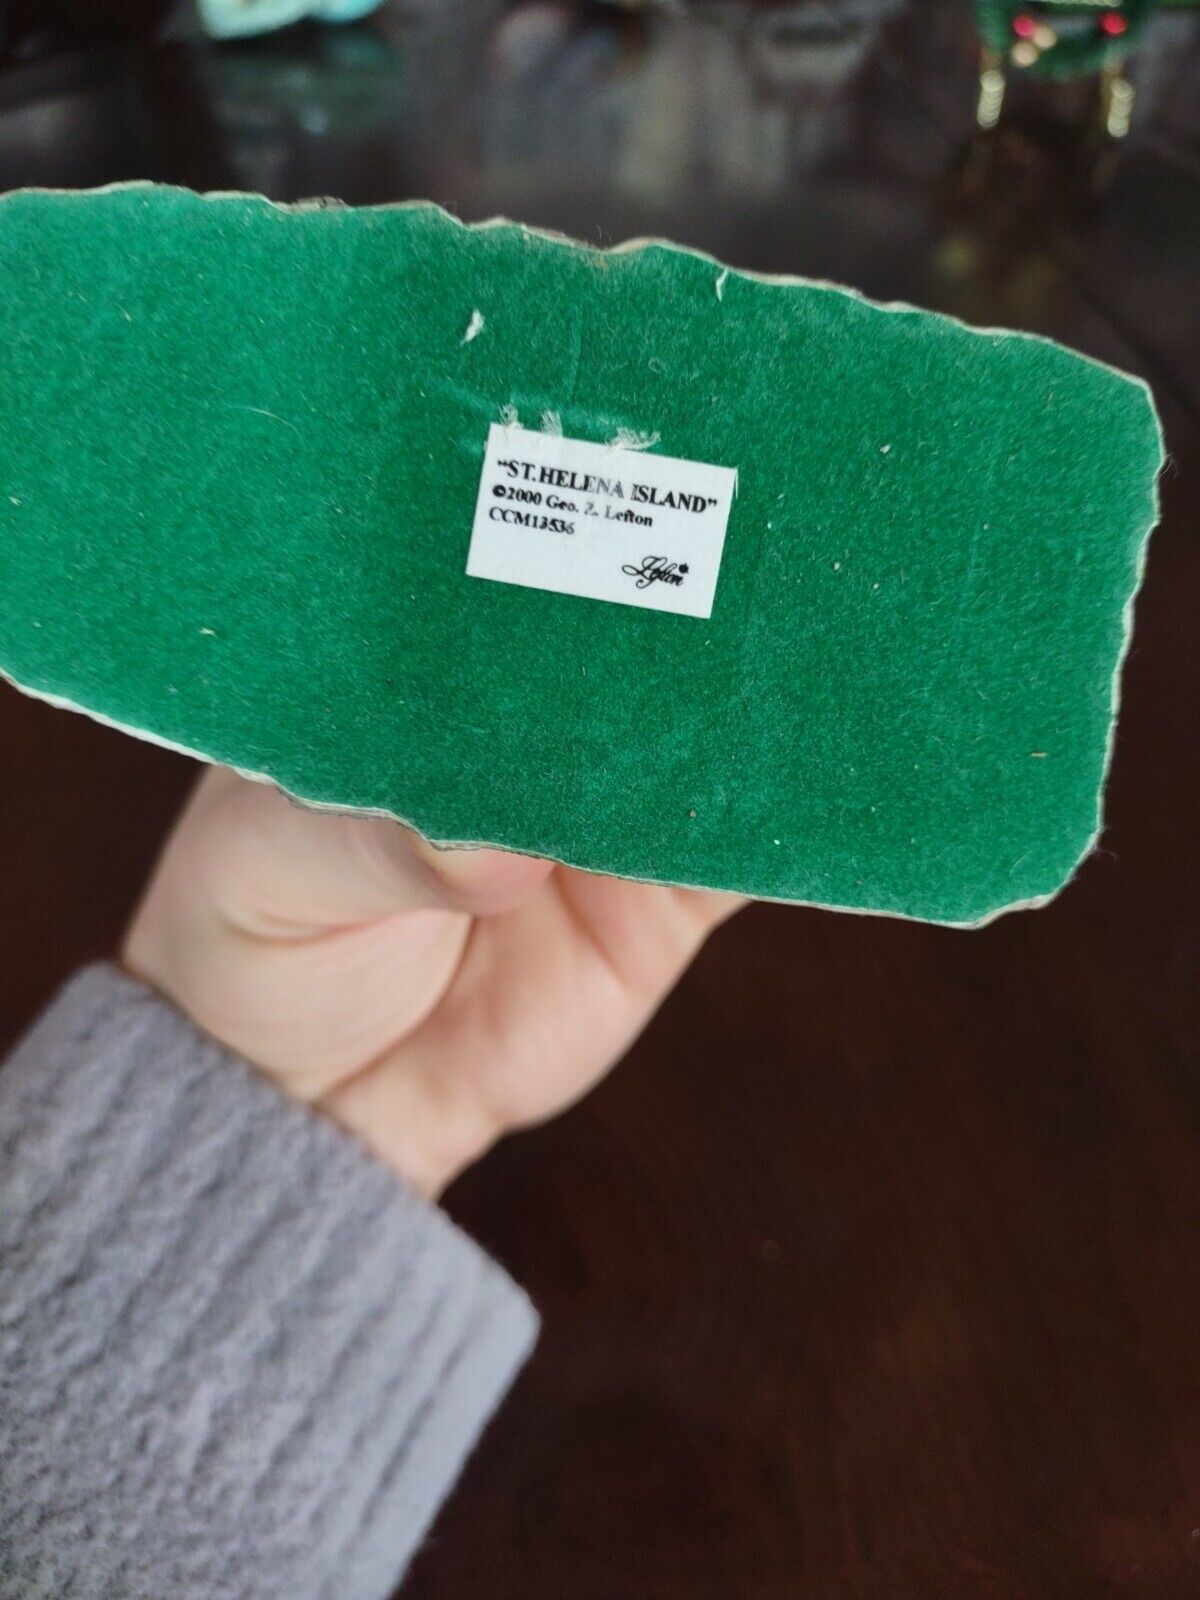 “ST.HELENA ISLAND”
©2000 Geo. Z. Lefton
CCM13536
Lefton